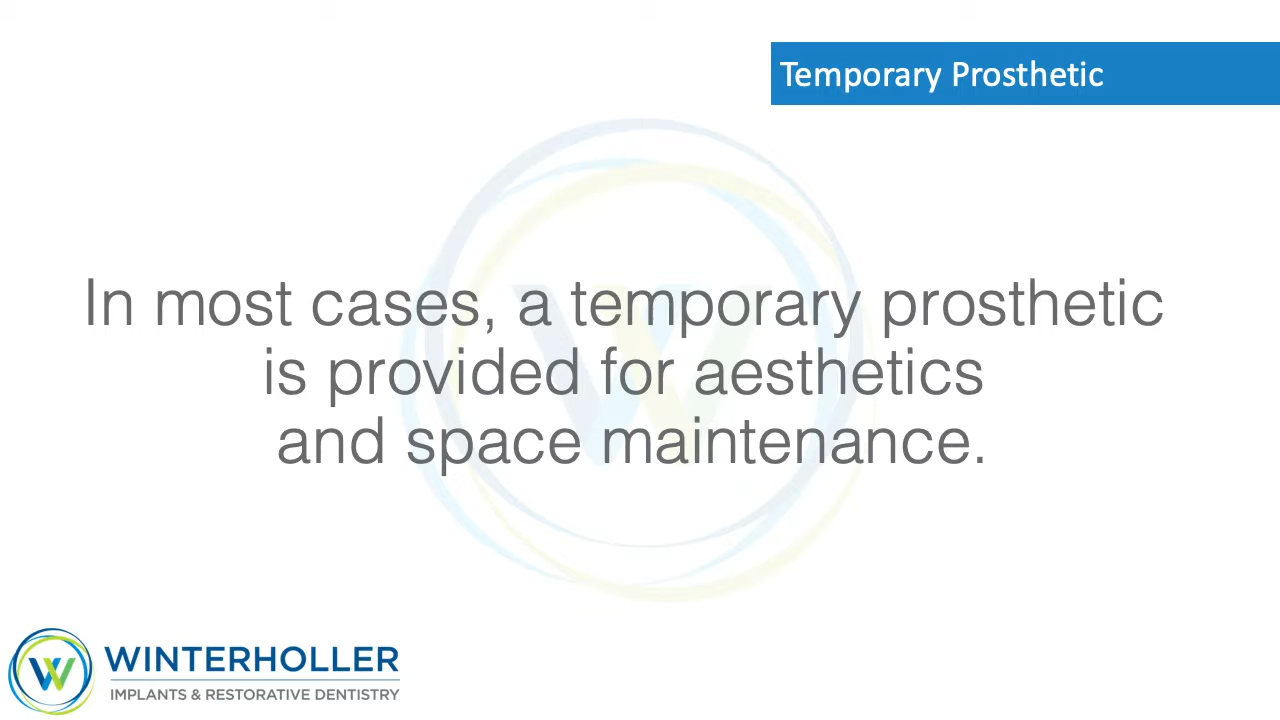 Temporary Prosthetic
In most cases, a temporary prosthetic
is provided for aesthetics
and space maintenance.
WINTERHOLLER
IMPLANTS & RESTORATIVE DENTISTRY